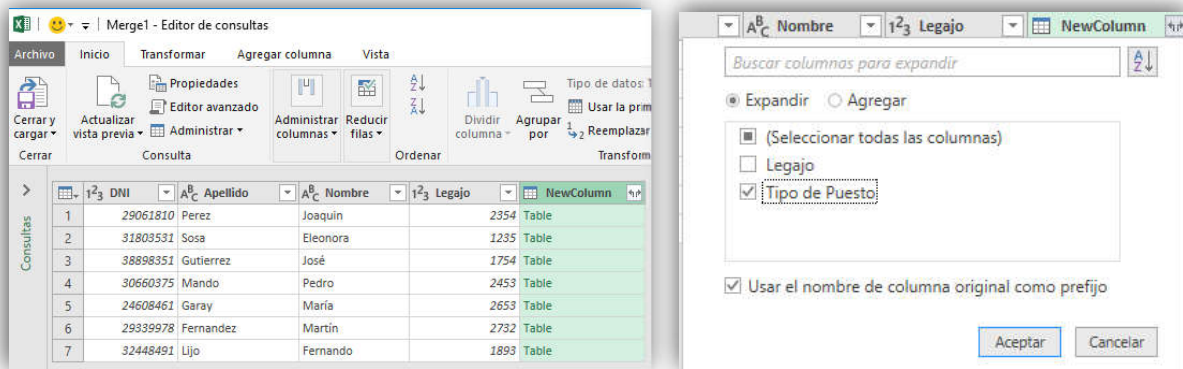 Merge1 - Editor de consultas
Archivo Inicio Transformar Agregar columna Vista
Cerrar y cargar
Actualizar vista previa
Propiedades
Editor avanzado
Administrar
Administrar columnas
Reducir filas
Dividir columna
Agrupar por
Tipo de datos:
Usar la prim
Reemplazar
Cerrar Consulta Ordenar Transform
Consultas
DNI Apellido Nombre Legajo NewColumn
1 29061810 Perez Joaquin 2354 Table
2 31803531 Sosa Eleonora 1235 Table
3 38898351 Gutierrez José 1754 Table
4 30660375 Mando Pedro 2453 Table
5 24608461 Garay María 2653 Table
6 29339978 Fernandez Martín 2732 Table
7 32448491 Lijo Fernando 1893 Table
Nombre Legajo NewColumn
Buscar columnas para expandir
Expandir Agregar
(Seleccionar todas las columnas)
Legajo
Tipo de Puesto
Usar el nombre de columna original como prefijo
Aceptar Cancelar